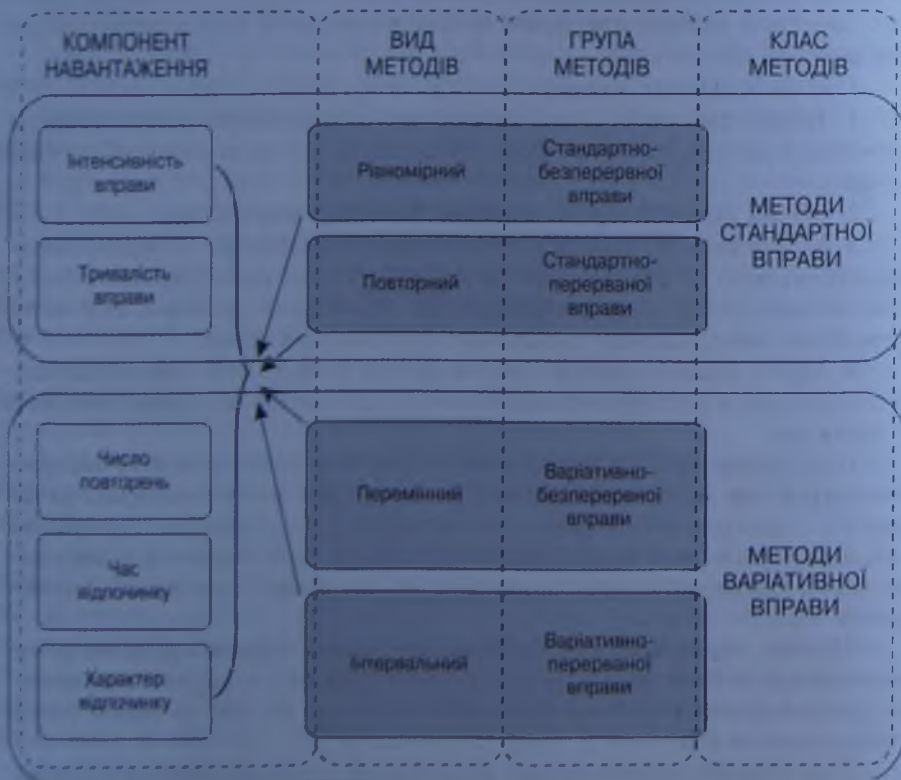 КОМПОНЕНТ
НАВАНТАЖЕННЯ
ВИД
МЕТОДІВ
ГРУПА
МЕТОДІВ
КЛАС
МЕТОДІВ
Інтенсивність
вправи
Тривалість
вправи
Рівномірний
Стандартно-
безперервної
вправи
Повторний
Стандартно-
перерваної
вправи
МЕТОДИ
СТАНДАРТНОЇ
ВПРАВИ
Число
повторень
Час
відпочинку
Характер
відпочинку
Перемінний
Варіативно-
безперервної
вправи
Інтервальний
Варіативно-
перерваної
вправи
МЕТОДИ
ВАРІАТИВНОЇ
ВПРАВИ